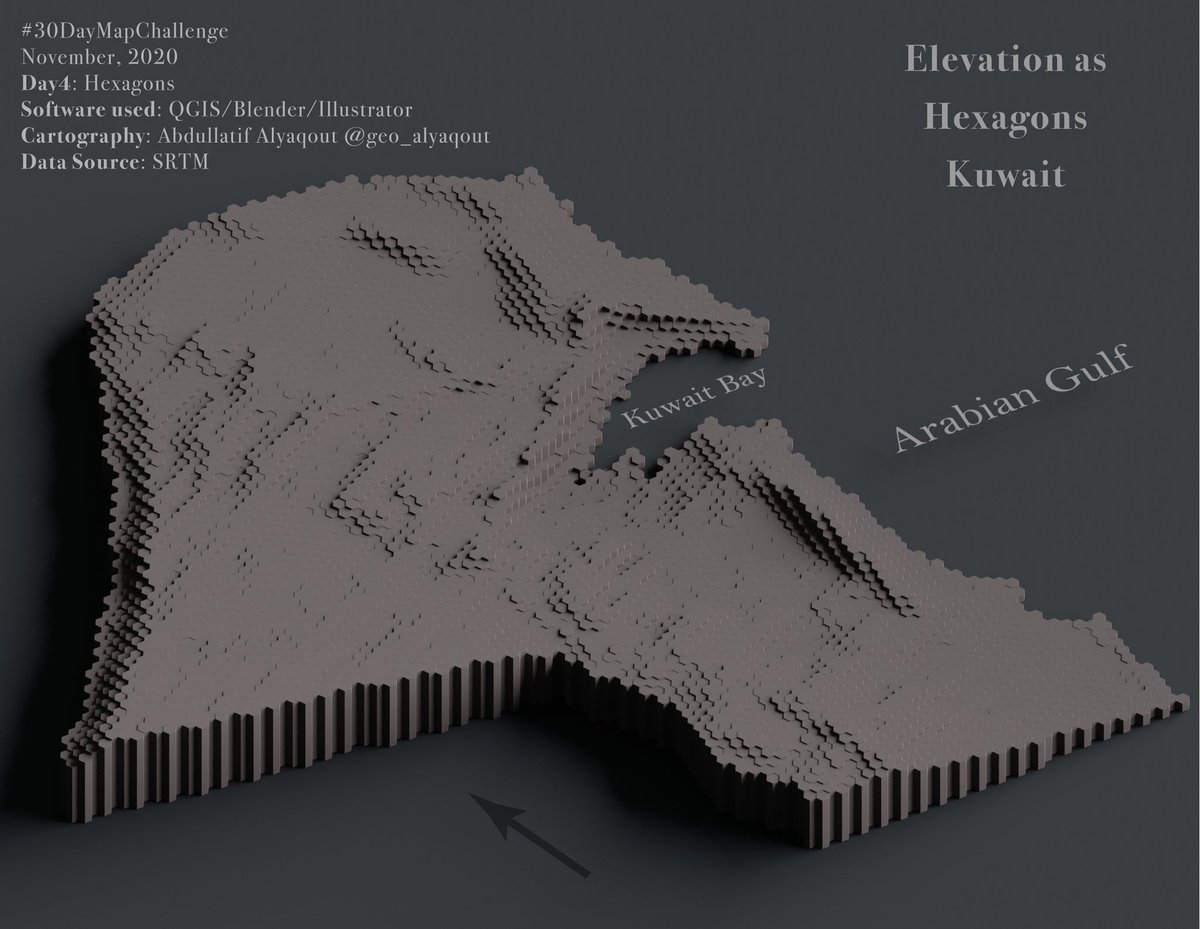 #30DayMapChallenge
November, 2020
Day4: Hexagons
Software used: QGIS/Blender/Illustrator
Cartography: Abdullatif Alyaqout @geo_alyaqout
Data Source: SRTM
Elevation as
Hexagons
Kuwait
Kuwait Bay
Arabian Gulf